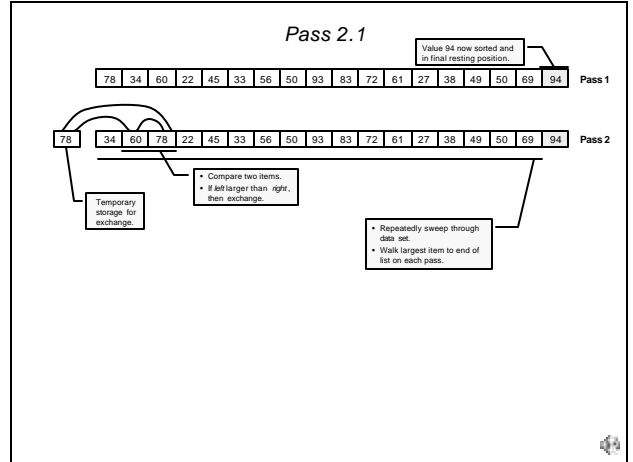 Pass 2.1
Value 94 now sorted and
in final resting position.
78 34 60 22 45 33 56 50 93 83 72 61 27 38 49 50 69 94 Pass 1
78 34 60 78 22 45 33 56 50 93 83 72 61 27 38 49 50 69 94 Pass 2
• Compare two items.
• If left larger than right,
then exchange.
Temporary
storage for
exchange.
• Repeatedly sweep through
data set.
• Walk largest item to end of
list on each pass.